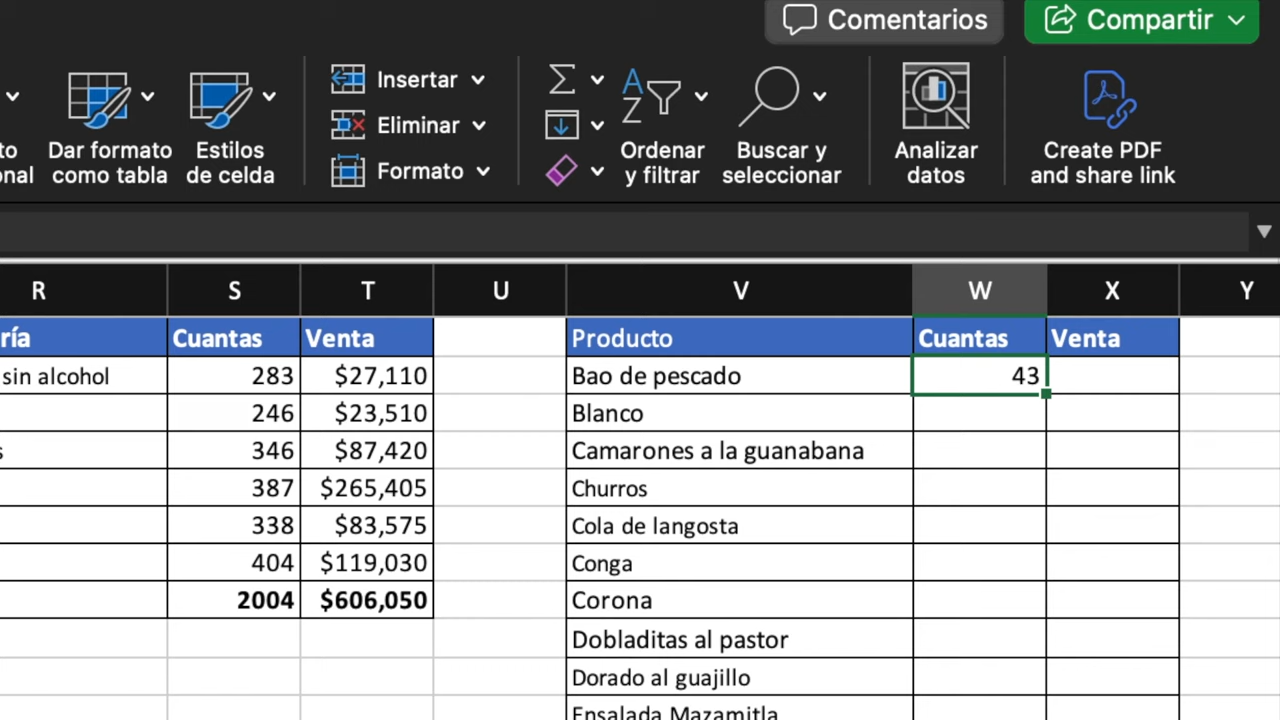 Comentarios
Compartir
to
onal
Dar formato
como tabla
Estilos
de celda
Insertar
Eliminar
Formato
A
Z
Ordenar
y filtrar
Buscar y
seleccionar
Analizar
datos
Create PDF
and share link
R S T U V W X Y
ría Cuantas Venta Producto Cuantas Venta
sin alcohol 283 $27,110 Bao de pescado 43
246 $23,510 Blanco
s 346 $87,420 Camarones a la guanabana
387 $265,405 Churros
338 $83,575 Cola de langosta
404 $119,030 Conga
2004 $606,050 Corona
Dobladitas al pastor
Dorado al guajillo
Ensalada Mazamitla